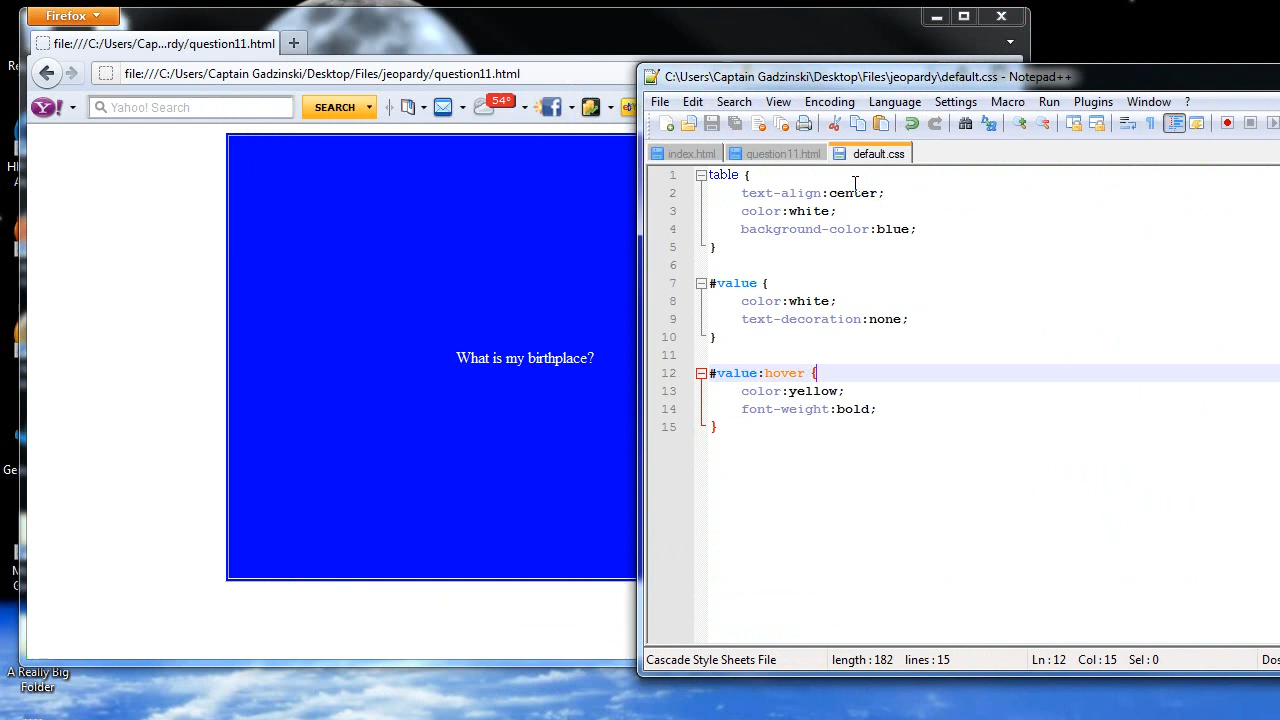 Firefox
file:///C:/Users/Cap...rdy/question11.html
file:///C:/Users/Captain Gadzinski/Desktop/Files/jeopardy/question11.html
Yahoo! Search
SEARCH
54°
What is my birthplace?
C:\Users\Captain Gadzinski\Desktop\Files\jeopardy\default.css - Notepad++
File Edit Search View Encoding Language Settings Macro Run Plugins Window ?
index.html question11.html default.css
1 table {
2 text-align:center;
3 color:white;
4 background-color:blue;
5 }
6
7 #value {
8 color:white;
9 text-decoration:none;
10 }
11
12 #value:hover {
13 color:yellow;
14 font-weight:bold;
15 }
Cascade Style Sheets File length : 182 lines : 15 Ln : 12 Col : 15 Sel : 0
A Really Big
Folder